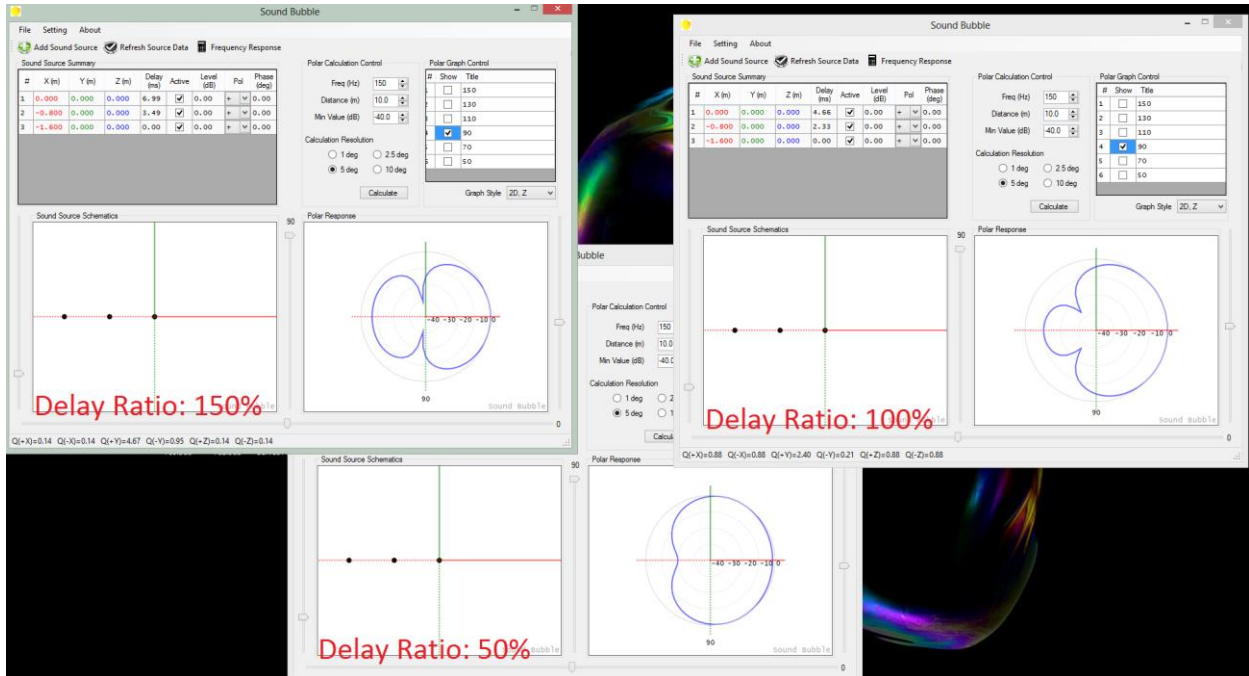 Sound Bubble
File Setting About
Add Sound Source Refresh Source Data Frequency Response
Sound Source Summary
# X (m) Y (m) Z (m) Delay (ms) Active Level (dB) Pol Phase (deg)
1 0.000 0.000 0.000 6.99 0.00 + 0.00
2 -0.800 0.000 0.000 3.49 0.00 + 0.00
3 -1.600 0.000 0.000 0.00 0.00 + 0.00
Polar Calculation Control
Freq (Hz) 150
Distance (m) 10.0
Min Value (dB) -40.0
Calculation Resolution
1 deg 2.5 deg
5 deg 10 deg
Calculate
Polar Graph Control
# Show Title
150
130
110
90
70
50
Graph Style 2D, Z
Sound Source Schematics
90
Polar Response
-40 -30 -20 -10 0
90
Sound Bubble
Delay Ratio: 150%
0
Q(+X)=0.14 Q(-X)=0.14 Q(+Y)=4.67 Q(-Y)=0.95 Q(+Z)=0.14 Q(-Z)=0.14
Sound Bubble
File Setting About
Add Sound Source Refresh Source Data Frequency Response
Sound Source Summary
# X (m) Y (m) Z (m) Delay (ms) Active Level (dB) Pol Phase (deg)
1 0.000 0.000 0.000 4.66 0.00 + 0.00
2 -0.800 0.000 0.000 2.33 0.00 + 0.00
3 -1.600 0.000 0.000 0.00 0.00 + 0.00
Polar Calculation Control
Freq (Hz) 150
Distance (m) 10.0
Min Value (dB) -40.0
Calculation Resolution
1 deg 2.5 deg
5 deg 10 deg
Calculate
Polar Graph Control
# Show Title
1 150
2 130
3 110
4 90
5 70
6 50
Graph Style 2D, Z
Sound Source Schematics
90
Polar Response
-40 -30 -20 -10 0
90
Sound Bubble
Delay Ratio: 100%
0
Q(+X)=0.88 Q(-X)=0.88 Q(+Y)=2.40 Q(-Y)=0.21 Q(+Z)=0.88 Q(-Z)=0.88
Polar Calculation Control
Freq (Hz) 150
Distance (m) 10.0
Min Value (dB) -40.0
Calculation Resolution
1 deg
5 deg
Sound Source Schematics
90
Polar Response
-40 -30 -20 -10 0
90
Sound Bubble
Delay Ratio: 50%
0